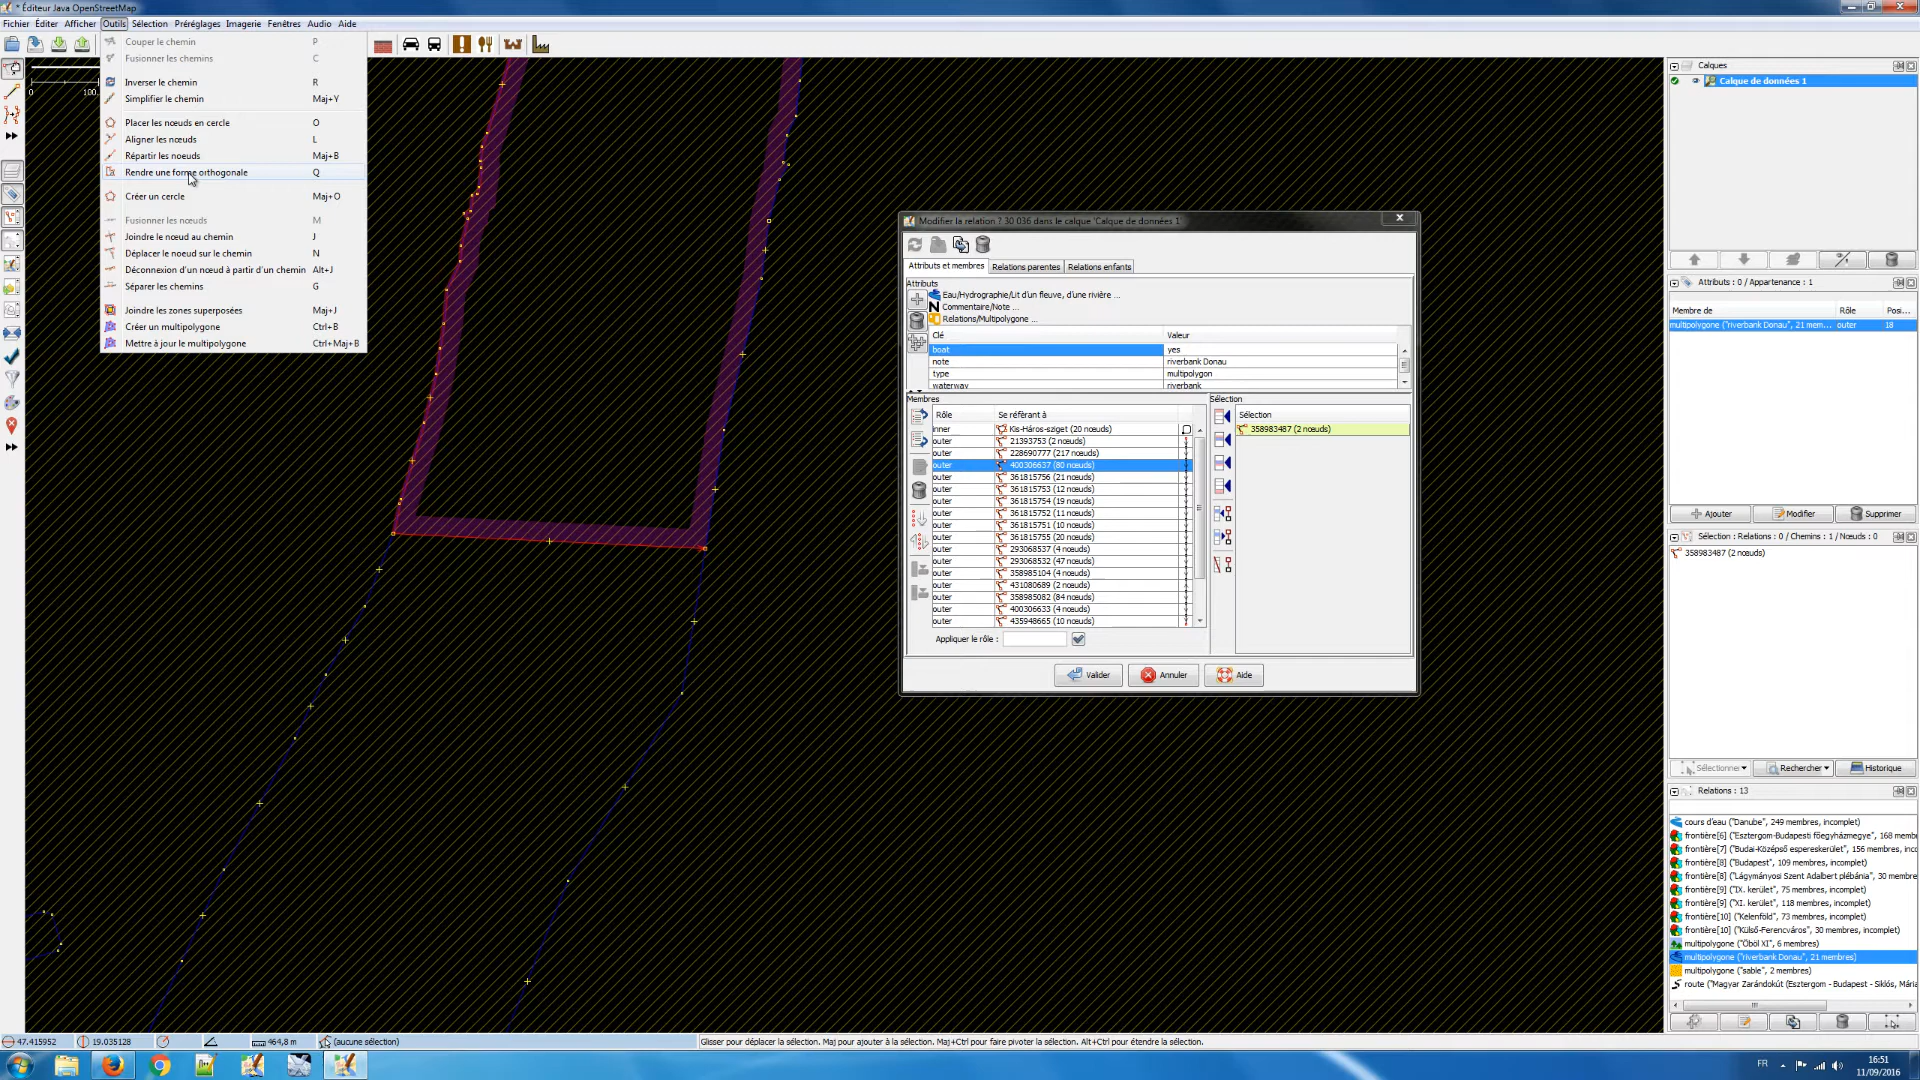 * Éditeur Java OpenStreetMap
Fichier Éditer Afficher Outils Sélection Préréglages Imagerie Fenêtres Audio Aide
Couper le chemin P
Fusionner les chemins C
Inverser le chemin R
Simplifier le chemin Maj+Y
Placer les nœuds en cercle O
Aligner les nœuds L
Répartir les noeuds Maj+B
Rendre une forme orthogonale Q
Créer un cercle Maj+O
Fusionner les nœuds M
Joindre le nœud au chemin J
Déplacer le noeud sur le chemin N
Déconnexion d'un nœud à partir d'un chemin Alt+J
Séparer les chemins G
Joindre les zones superposées Maj+J
Créer un multipolygone Ctrl+B
Mettre à jour le multipolygone Ctrl+Maj+B
0 100.
Modifier la relation ? 30 036 dans le calque 'Calque de données 1'
Attributs et membres Relations parentes Relations enfants
Attributs
Eau/Hydrographie/Lit d'un fleuve, d'une rivière ...
Commentaire/Note ...
Relations/Multipolygone ...
Clé Valeur
boat yes
note riverbank Donau
type multipolygon
waterway riverbank
Membres Sélection
Rôle Se référant à Sélection
inner Kis-Háros-sziget (20 nœuds) 358983487 (2 nœuds)
outer 21393753 (2 nœuds)
outer 228690777 (217 nœuds)
outer 400306637 (80 nœuds)
outer 361815756 (21 nœuds)
outer 361815753 (12 nœuds)
outer 361815754 (19 nœuds)
outer 361815752 (11 nœuds)
outer 361815751 (10 nœuds)
outer 361815755 (20 nœuds)
outer 293068537 (4 nœuds)
outer 293068532 (47 nœuds)
outer 358985104 (4 nœuds)
outer 431080689 (2 nœuds)
outer 358985082 (84 nœuds)
outer 400306633 (4 nœuds)
outer 435948665 (10 nœuds)
Appliquer le rôle :
Valider Annuler Aide
Calques
Calque de données 1
Attributs : 0 / Appartenance : 1
Membre de Rôle Pos...
multipolygone ("riverbank Donau", 21 mem... outer 18
Ajouter Modifier Supprimer
Sélection : Relations : 0 / Chemins : 1 / Nœuds : 0
358983487 (2 nœuds)
Sélectionner Rechercher Historique
Relations : 13
cours d'eau ("Danube", 249 membres, incomplet)
frontière[6] ("Esztergom-Budapesti főegyházmegye", 168 memb
frontière[7] ("Budai-Középső espereskerület", 156 membres, inco
frontière[8] ("Budapest", 109 membres, incomplet)
frontière[8] ("Lágymányosi Szent Adalbert plébánia", 30 membre
frontière[9] ("IX. kerület", 75 membres, incomplet)
frontière[9] ("XI. kerület", 118 membres, incomplet)
frontière[10] ("Kelenföld", 73 membres, incomplet)
frontière[10] ("Külső-Ferencváros", 30 membres, incomplet)
multipolygone ("Öböl XI", 6 membres)
multipolygone ("riverbank Donau", 21 membres)
multipolygone ("sable", 2 membres)
route ("Magyar Zarándokút (Esztergom - Budapest - Siklós, Mária
47.415952 19.035128 464,8 m (aucune sélection) Glisser pour déplacer la sélection. Maj pour ajouter à la sélection. Maj+Ctrl pour faire pivoter la sélection. Alt+Ctrl pour étendre la sélection.
FR 16:51
11/09/2016